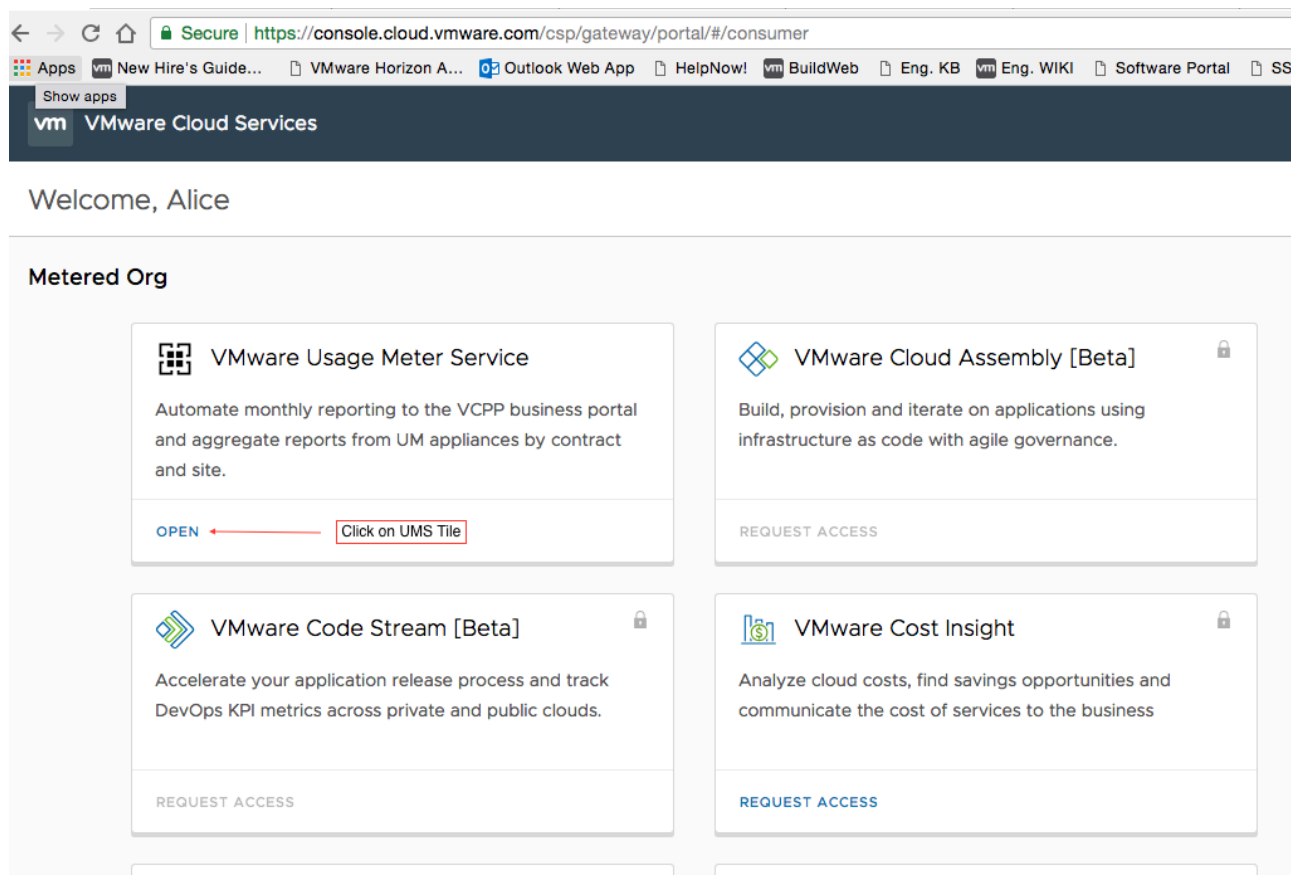 Secure | https://console.cloud.vmware.com/csp/gateway/portal/#/consumer
Apps vm New Hire's Guide... VMware Horizon A... Outlook Web App HelpNow! vm BuildWeb Eng. KB vm Eng. WIKI Software Portal SS
Show apps
vm VMware Cloud Services
Welcome, Alice
Metered Org
VMware Usage Meter Service
Automate monthly reporting to the VCPP business portal
and aggregate reports from UM appliances by contract
and site.
OPEN
Click on UMS Tile
VMware Cloud Assembly [Beta]
Build, provision and iterate on applications using
infrastructure as code with agile governance.
REQUEST ACCESS
VMware Code Stream [Beta]
Accelerate your application release process and track
DevOps KPI metrics across private and public clouds.
REQUEST ACCESS
VMware Cost Insight
Analyze cloud costs, find savings opportunities and
communicate the cost of services to the business
REQUEST ACCESS